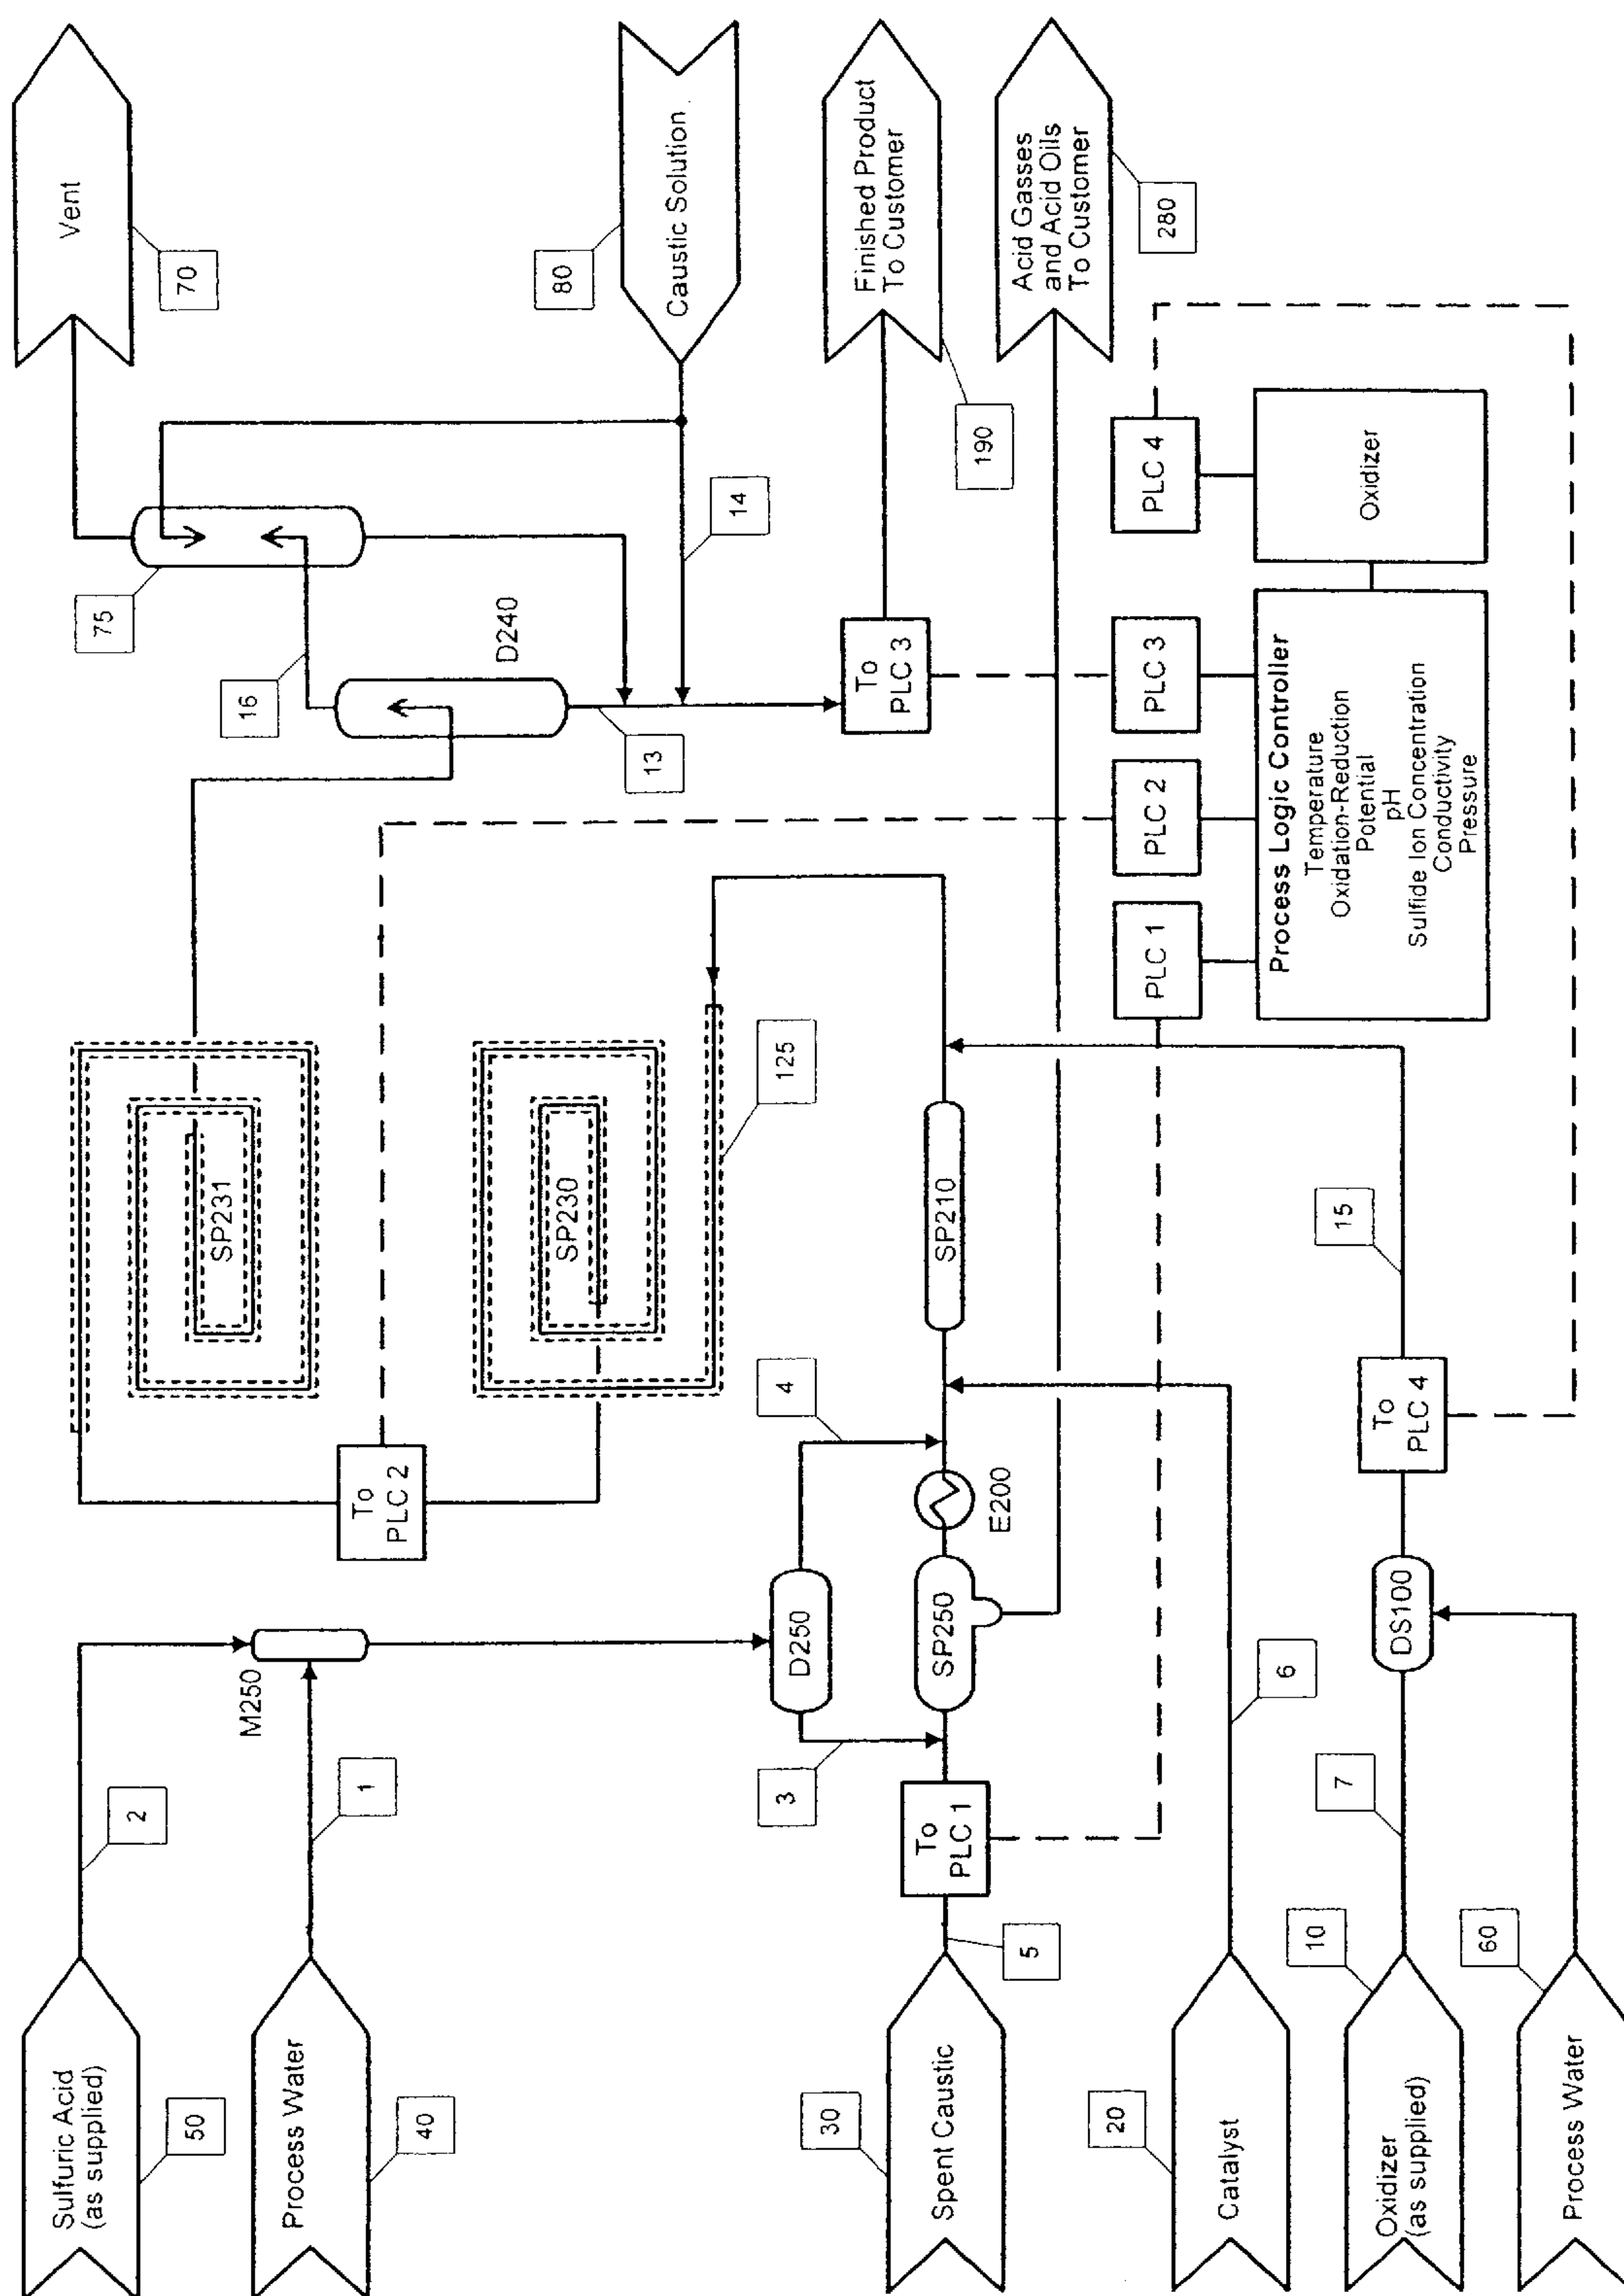 Vent
70
Caustic Solution
80
Finished Product
To Customer
190
Acid Gasses
and Acid Oils
To Customer
280
75
16
D240
13
14
To
PLC 3
SP231
SP230
125
To
PLC 2
PLC 1
PLC 2
PLC 3
PLC 4
Process Logic Controller
Temperature
Oxidation-Reduction
Potential
pH
Sulfide Ion Concentration
Conductivity
Pressure
Oxidizer
Sulfuric Acid
(as supplied)
50
2
M250
Process Water
40
1
D250
3
4
Spent Caustic
30
5
To
PLC 1
SP250
E200
SP210
Catalyst
20
6
Oxidizer
(as supplied)
10
7
DS100
To
PLC 4
15
Process Water
60